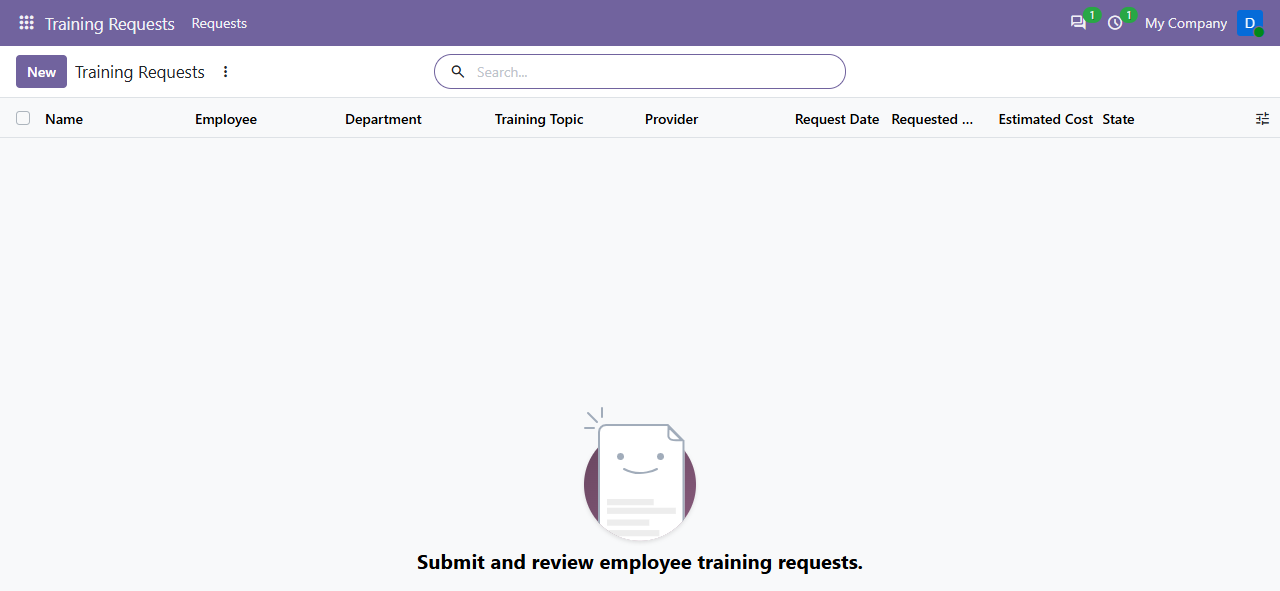 Training Requests Requests 1 1 My Company D
New Training Requests Search...
Name Employee Department Training Topic Provider Request Date Requested ... Estimated Cost State
Submit and review employee training requests.